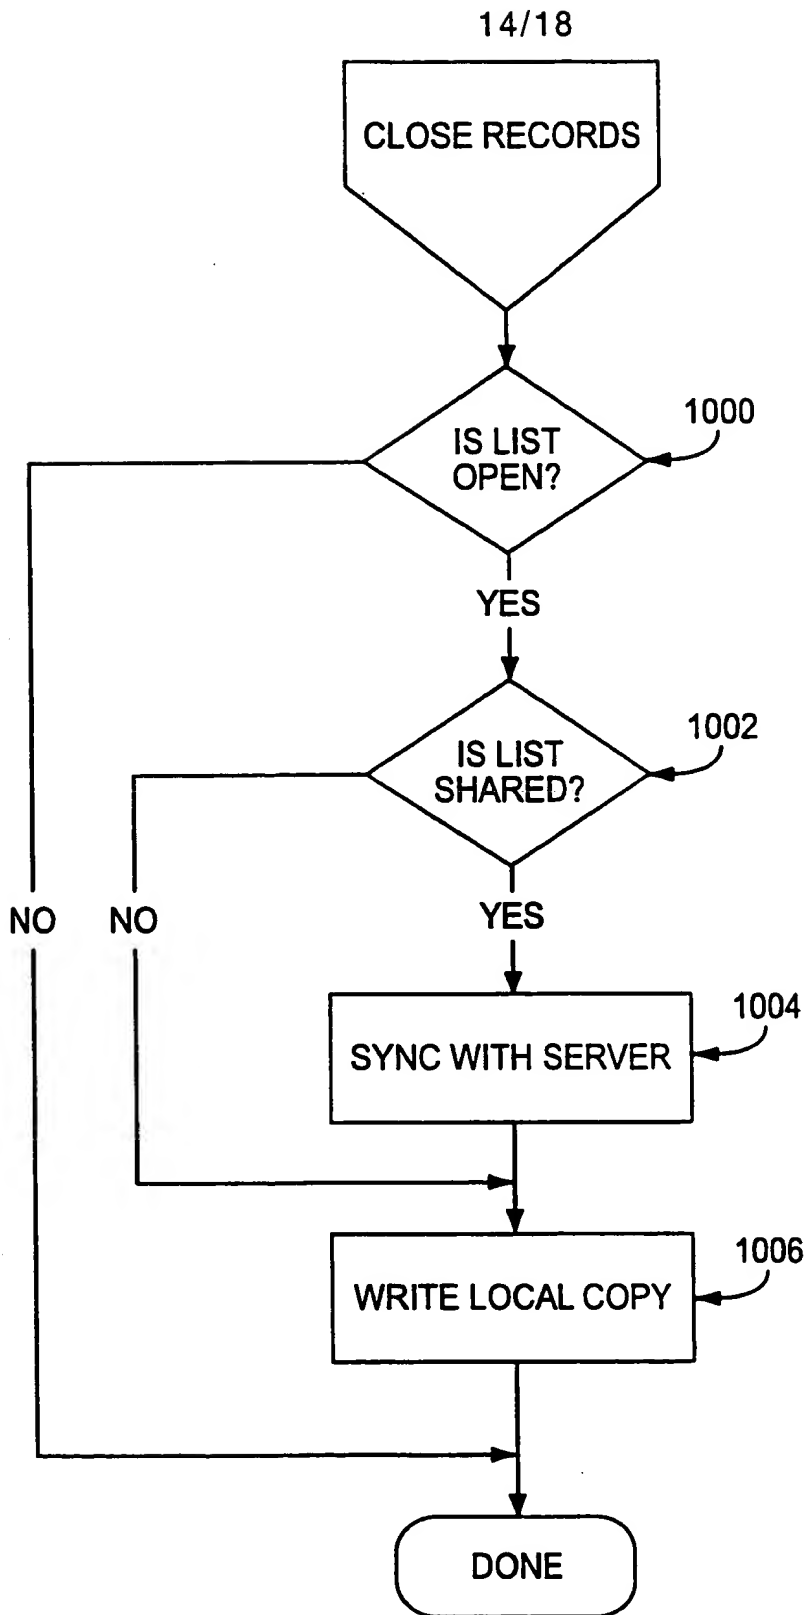 14/18
CLOSE RECORDS
1000
IS LIST
OPEN?
YES
1002
IS LIST
SHARED?
NO
NO
YES
1004
SYNC WITH SERVER
1006
WRITE LOCAL COPY
DONE